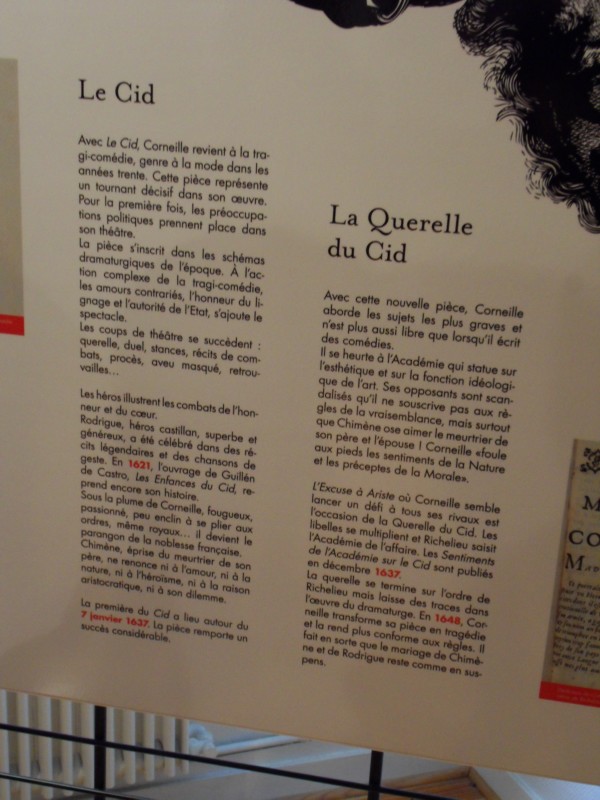 Le Cid
Avec Le Cid, Corneille revient à la tra-
gi-comédie, genre à la mode dans les
années trente. Cette pièce représente
un tournant décisif dans son œuvre.
Pour la première fois, les préoccupa-
tions politiques prennent place dans
son théâtre.
La pièce s'inscrit dans les schémas
dramaturgiques de l'époque. À l'ac-
tion complexe de la tragi-comédie,
les amours contrariés, l'honneur du li-
gnage et l'autorité de l'Etat, s'ajoute le
spectacle.
Les coups de théâtre se succèdent :
querelle, duel, stances, récits de com-
bats, procès, aveu masqué, retrou-
vailles...
Les héros illustrent les combats de l'hon-
neur et du cœur.
Rodrigue, héros castillan, superbe et
généreux, a été célébré dans des ré-
cits légendaires et des chansons de
geste. En 1621, l'ouvrage de Guillén
de Castro, Les Enfances du Cid, re-
prend encore son histoire.
Sous la plume de Corneille, fougueux,
passionné, peu enclin à se plier aux
ordres, même royaux... il devient le
parangon de la noblesse française.
Chimène, éprise du meurtrier de son
père, ne renonce ni à l'amour, ni à la
nature, ni à l'héroïsme, ni à la raison
aristocratique, ni à son dilemme.
La première du Cid a lieu autour du
7 janvier 1637. La pièce remporte un
succès considérable.
La Querelle
du Cid
Avec cette nouvelle pièce, Corneille
aborde les sujets les plus graves et
n'est plus aussi libre que lorsqu'il écrit
des comédies.
Il se heurte à l'Académie qui statue sur
l'esthétique et sur la fonction idéologi-
que de l'art. Ses opposants sont scan-
dalisés qu'il ne souscrive pas aux rè-
gles de la vraisemblance, mais surtout
que Chimène ose aimer le meurtrier de
son père et l'épouse ! Corneille «foule
aux pieds les sentiments de la Nature
et les préceptes de la Morale».
L'Excuse à Ariste où Corneille semble
lancer un défi à tous ses rivaux est
l'occasion de la Querelle du Cid. Les
libelles se multiplient et Richelieu saisit
l'Académie de l'affaire. Les Sentiments
de l'Académie sur le Cid sont publiés
en décembre 1637.
La querelle se termine sur l'ordre de
Richelieu mais laisse des traces dans
l'œuvre du dramaturge. En 1648, Cor-
neille transforme sa pièce en tragédie
et la rend plus conforme aux règles. Il
fait en sorte que le mariage de Chimè-
ne et de Rodrigue reste comme en sus-
pens.
M
CO